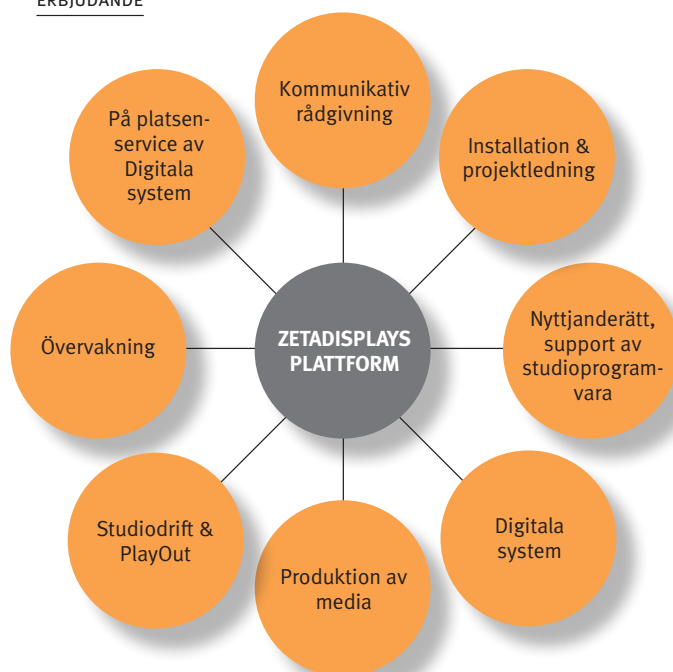 ERBJUDANDE
Kommunikativ
rådgivning
På platsen-
service av
Digitala
system
Installation &
projektledning
ZETADISPLAYS
PLATTFORM
Övervakning
Nyttjanderätt,
support av
studioprogram-
vara
Studiodrift &
PlayOut
Digitala
system
Produktion av
media